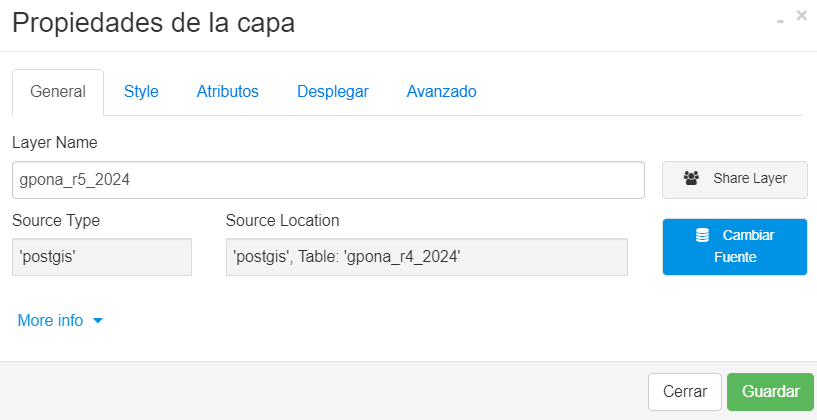 Propiedades de la capa
General
Style
Atributos
Desplegar
Avanzado
Layer Name
gpona_r5_2024
Share Layer
Source Type
Source Location
'postgis'
'postgis', Table: 'gpona_r4_2024'
Cambiar
Fuente
More info
Cerrar
Guardar